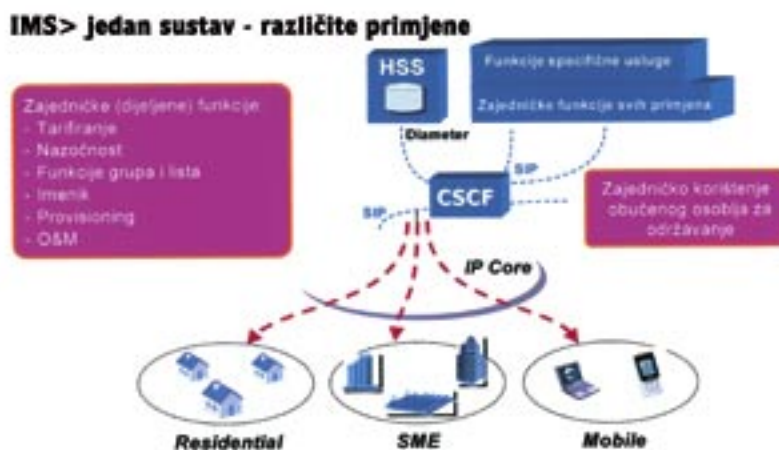 IMS> jedan sustav - različite primjene
HSS
Funkcije specifične usluge
Zajedničke funkcije svih primjena
Zajedničke (dijeljene) funkcije
- Tarifiranje
- Nazočnost
- Funkcije grupa i lista
- Imenik
- Provisioning
- O&M
Diameter
SIP
CSCF
SIP
Zajedničko korištenje
obučenog osoblja za
održavanje
IP Core
Residential
SME
Mobile